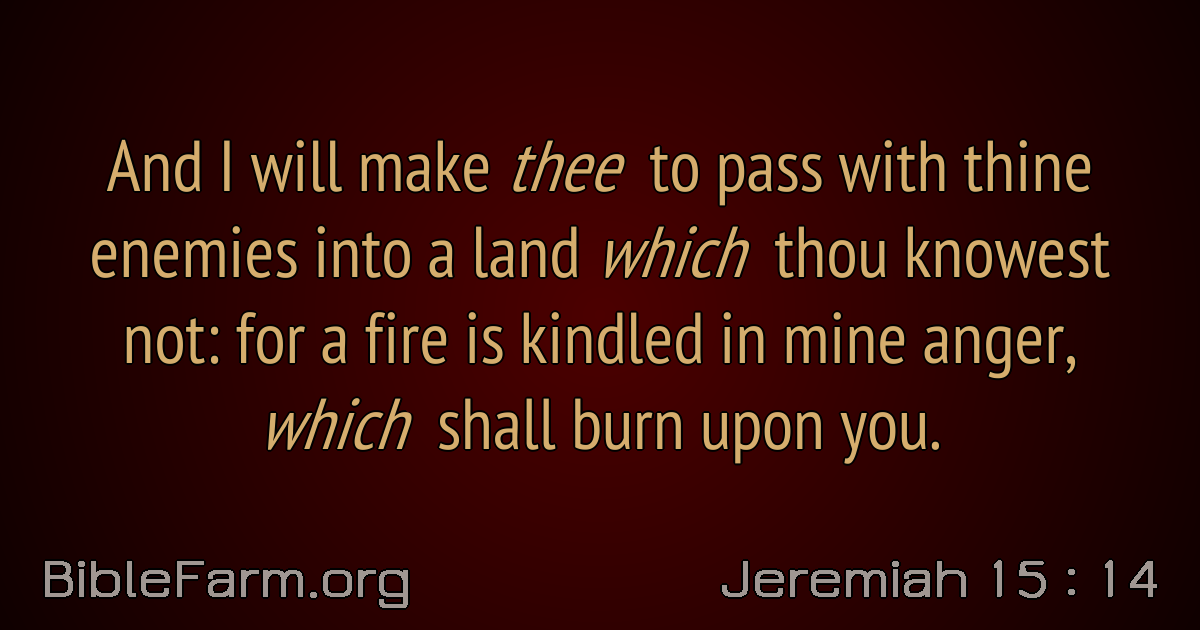 And I will make thee to pass with thine
enemies into a land which thou knowest
not: for a fire is kindled in mine anger,
which shall burn upon you.
BibleFarm.org
Jeremiah 15 : 14